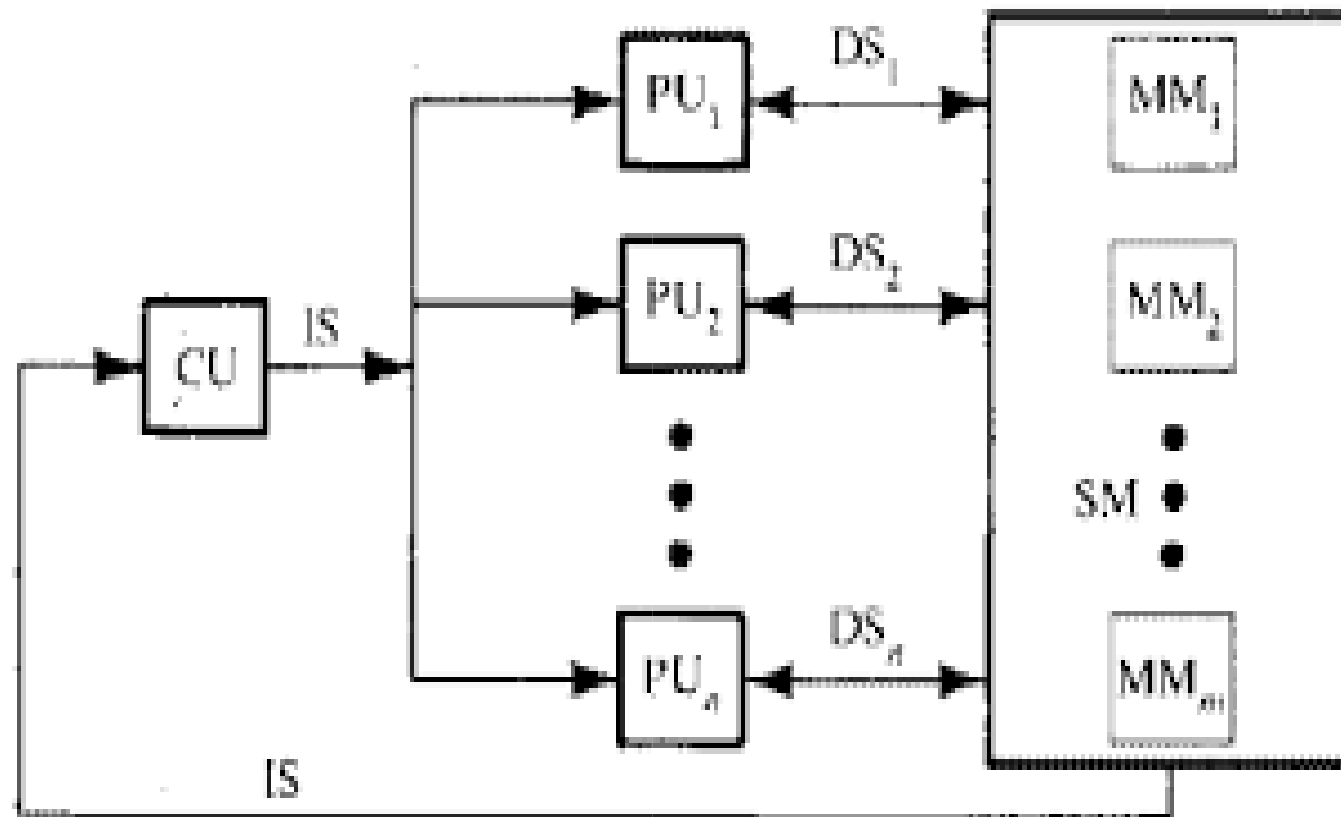 PU₁ DS₁ MM₁
PU₂ DS₂ MM₂
CU IS
SM
PUₙ DSₙ MMₘ
IS